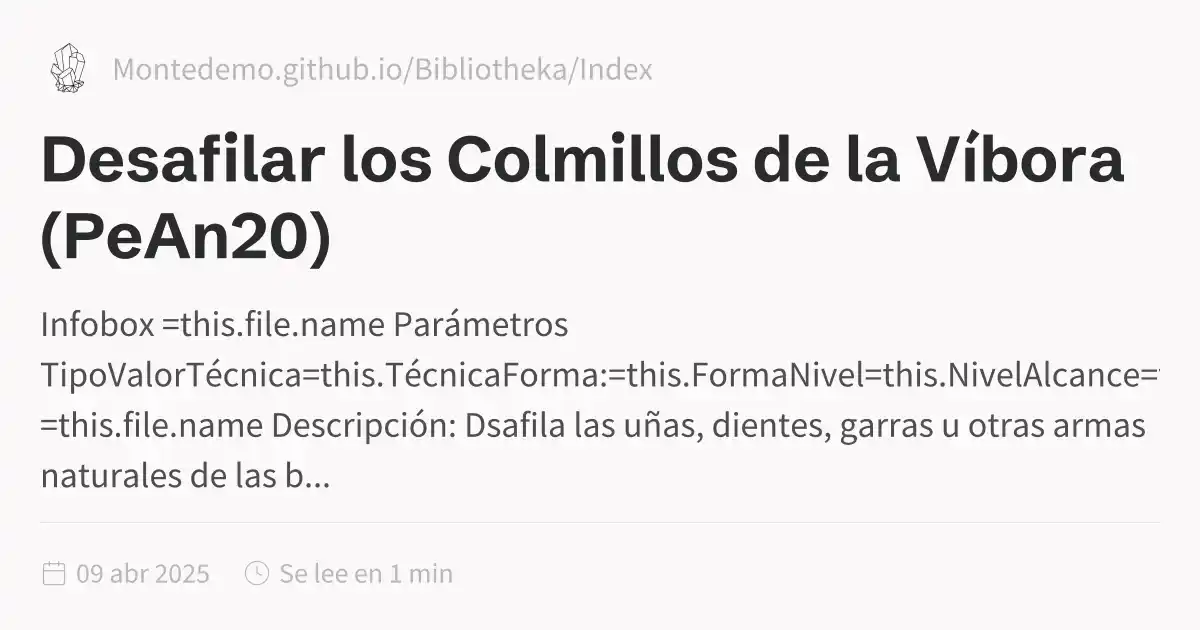 Montedemo.github.io/Bibliotheka/Index
Desafilar los Colmillos de la Víbora
(PeAn20)
Infobox =this.file.name Parámetros
TipoValorTécnica=this.TécnicaForma:=this.FormaNivel=this.NivelAlcance=
=this.file.name Descripción: Dsafila las uñas, dientes, garras u otras armas
naturales de las b...
09 abr 2025 Se lee en 1 min